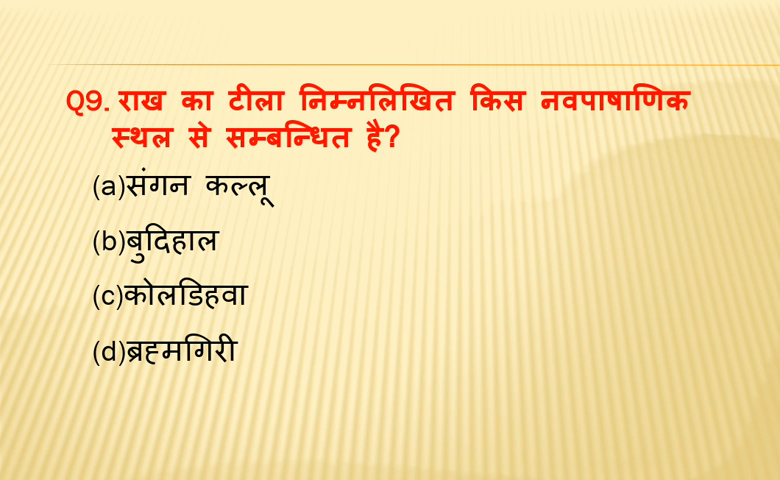 Q9. राख का टीला निम्नलिखित किस नवपाषाणिक
स्थल से सम्बन्धित है?
(a)संगन कल्लू
(b)बुदिहाल
(c)कोलडिहवा
(d)ब्रह्मगिरी